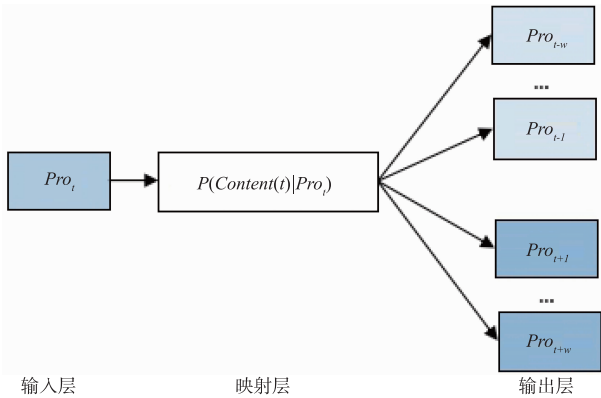 Pro_{t-w}
...
Pro_{t-1}
Pro_t
P(Content(t)|Pro_t)
Pro_{t+1}
...
Pro_{t+w}
输入层
映射层
输出层